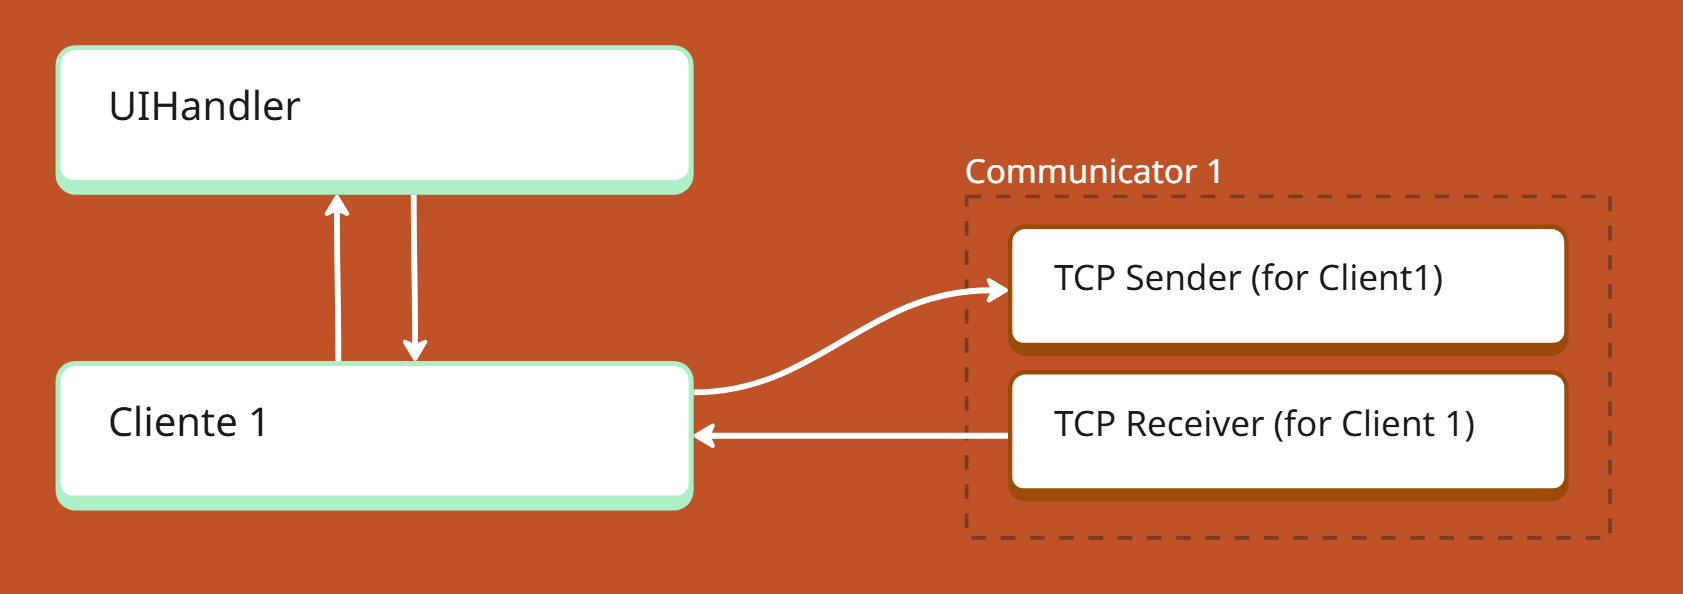 UIHandler
Communicator 1
TCP Sender (for Client1)
Cliente 1
TCP Receiver (for Client 1)